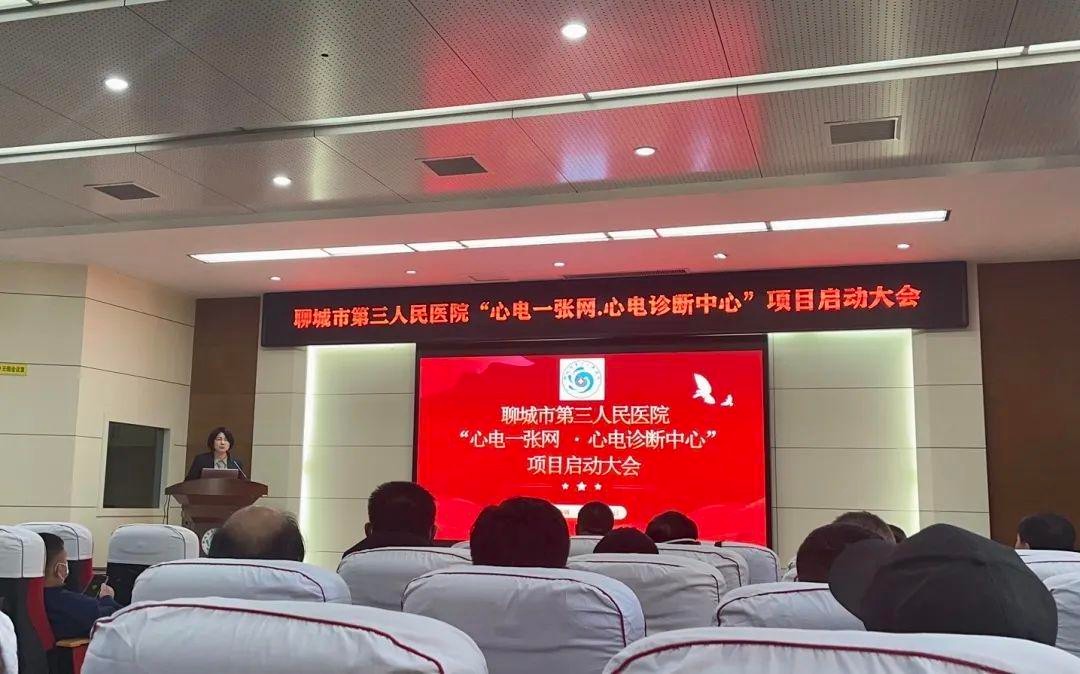 聊城市第三人民医院“心电一张网.心电诊断中心”项目启动大会
聊城市第三人民医院
“心电一张网 · 心电诊断中心”
项目启动大会